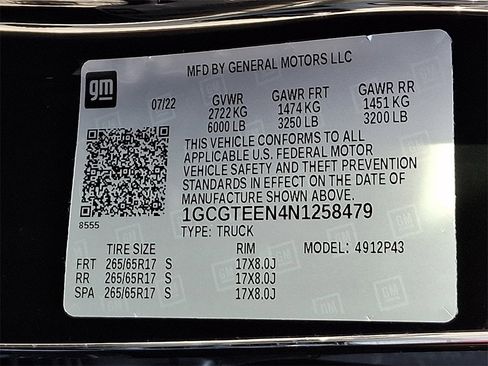 MFD BY GENERAL MOTORS LLC
gm
07/22 GVWR GAWR FRT GAWR RR
2722 KG 1474 KG 1451 KG
6000 LB 3250 LB 3200 LB
THIS VEHICLE CONFORMS TO ALL
APPLICABLE U.S. FEDERAL MOTOR
VEHICLE SAFETY AND THEFT PREVENTION
STANDARDS IN EFFECT ON THE DATE OF
MANUFACTURE SHOWN ABOVE.
8555
1GCGTEEN4N1258479
TYPE: TRUCK
TIRE SIZE RIM MODEL: 4912P43
FRT 265/65R17 S 17X8.0J
RR 265/65R17 S 17X8.0J
SPA 265/65R17 S 17X8.0J